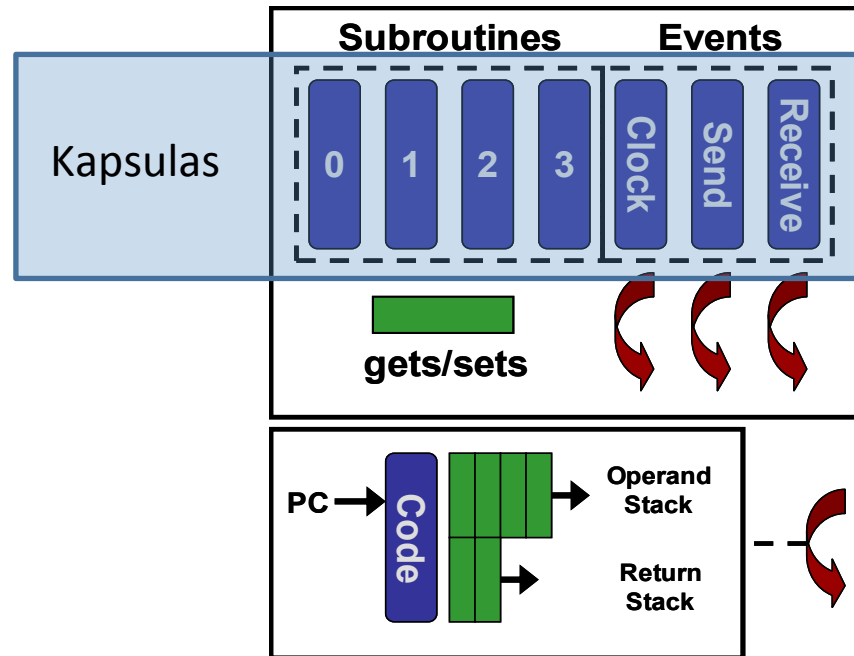 Subroutines
Events
Kapsulas
0
1
2
3
Clock
Send
Receive
gets/sets
PC
Code
Operand
Stack
Return
Stack